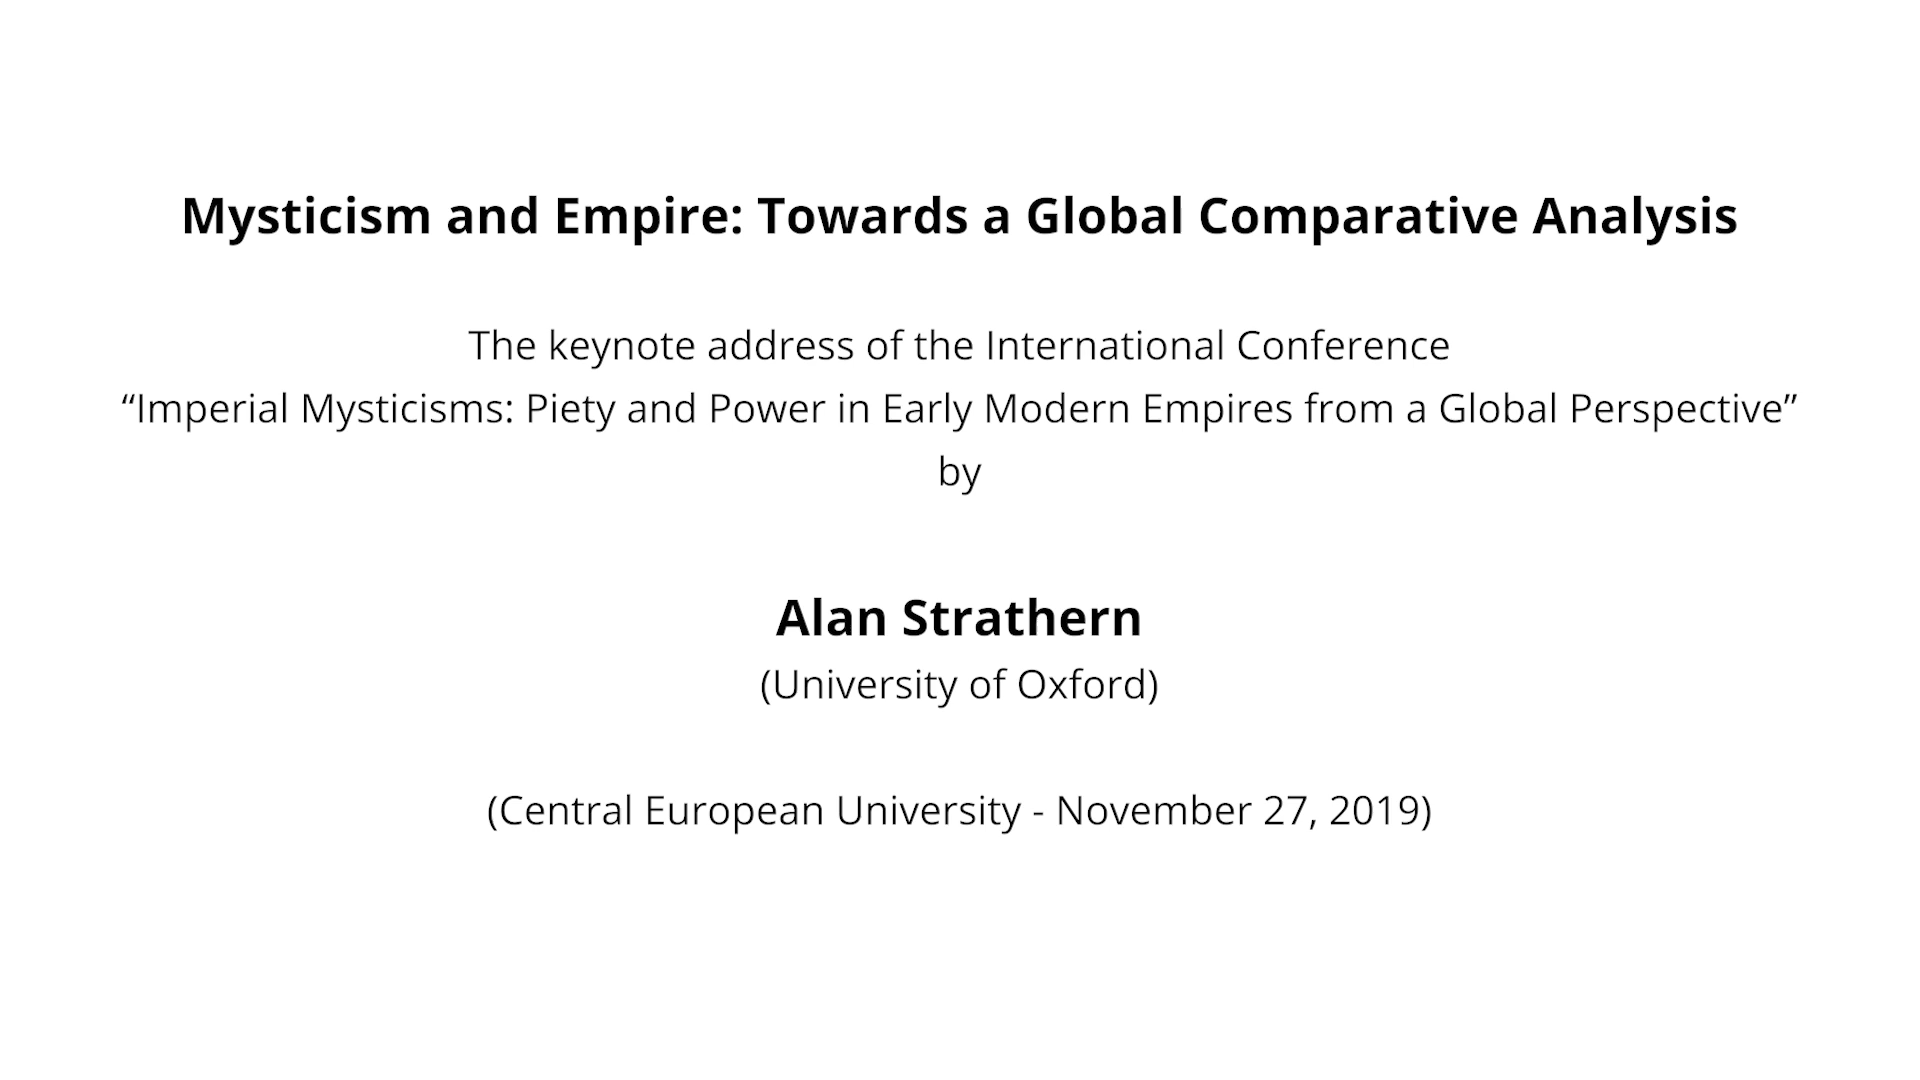 Mysticism and Empire: Towards a Global Comparative Analysis
The keynote address of the International Conference
“Imperial Mysticisms: Piety and Power in Early Modern Empires from a Global Perspective”
by
Alan Strathern
(University of Oxford)
(Central European University - November 27, 2019)